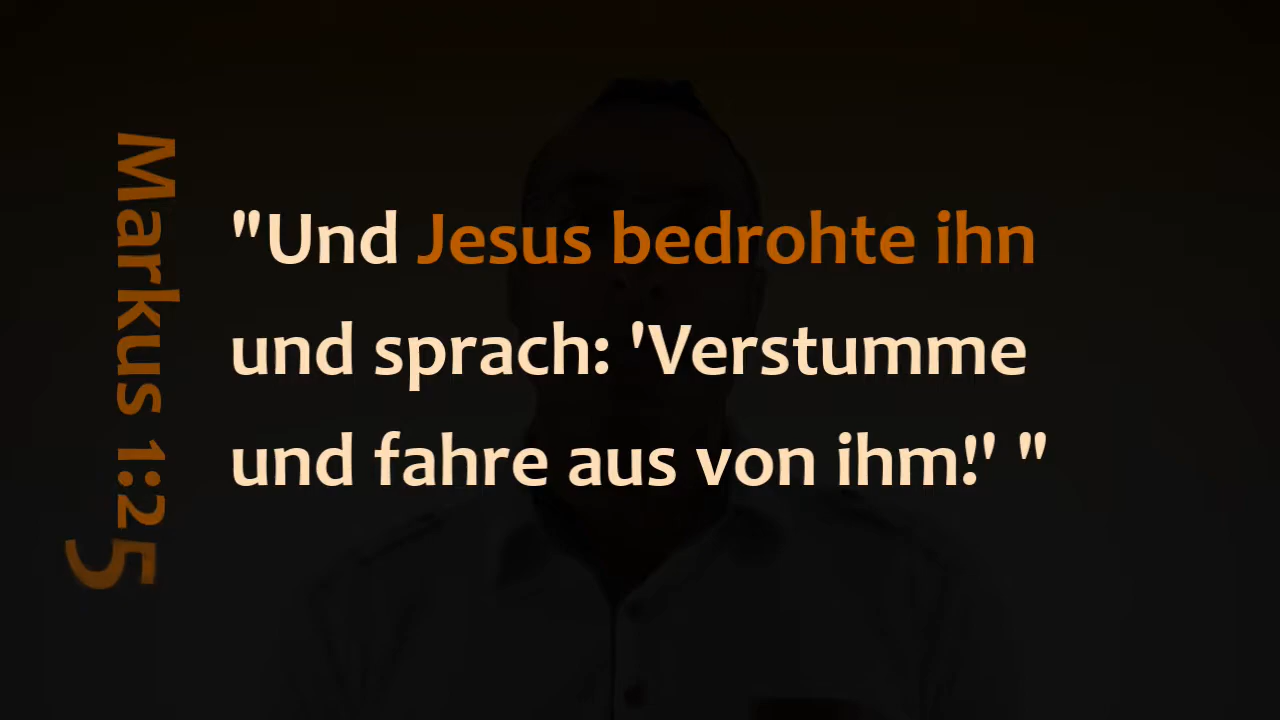 Markus 1:25
"Und Jesus bedrohte ihn
und sprach: 'Verstumme
und fahre aus von ihm!' "